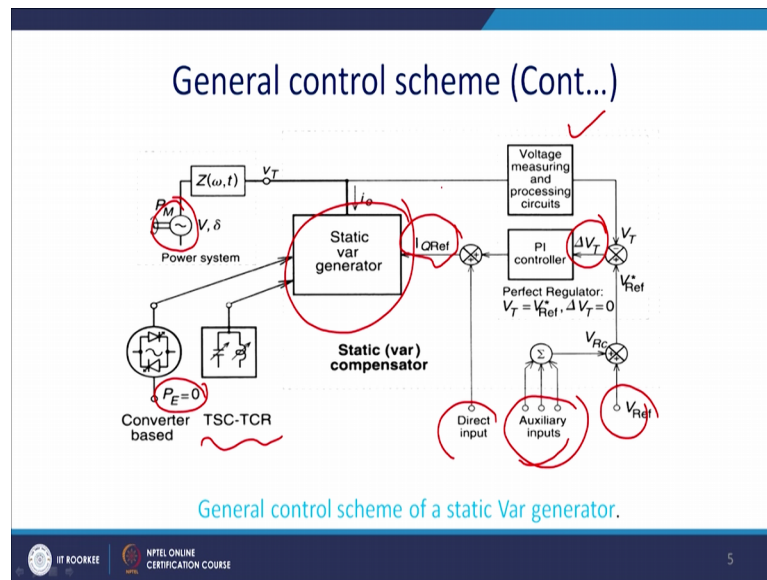 General control scheme (Cont...)
Voltage
measuring
and
processing
circuits
Z(ω,t)
V_T
P_M
V, δ
Power system
i_o
Static
var
generator
I_QRef
PI
controller
ΔV_T
V_T
V*_Ref
Perfect Regulator:
V_T = V*_Ref, ΔV_T = 0
V_Rc
Σ
Static (var)
compensator
P_E=0
V_Ref
Converter
based
TSC-TCR
Direct
input
Auxiliary
inputs
General control scheme of a static Var generator.
IIT ROORKEE
NPTEL ONLINE
CERTIFICATION COURSE
5